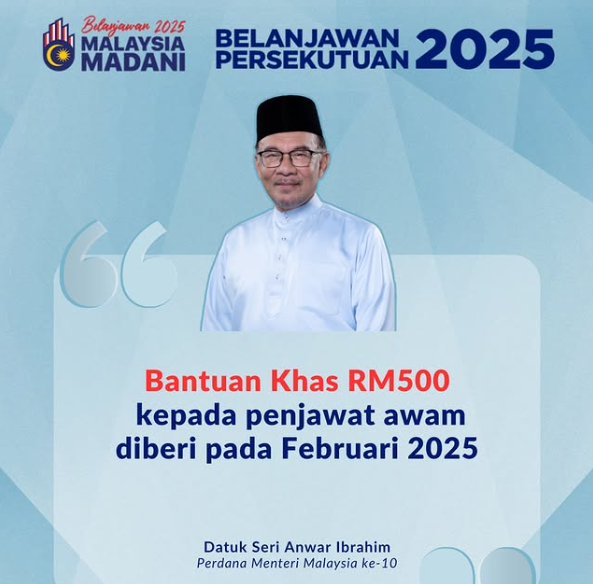 Belanjawan 2025
MALAYSIA
MADANI
BELANJAWAN
PERSEKUTUAN 2025
Bantuan Khas RM500
kepada penjawat awam
diberi pada Februari 2025
Datuk Seri Anwar Ibrahim
Perdana Menteri Malaysia ke-10